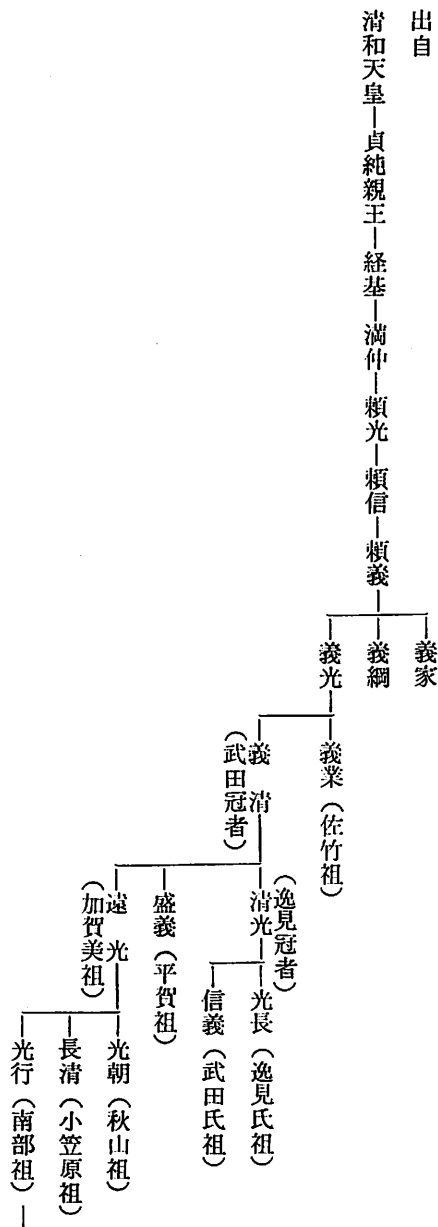 出自
清和天皇―貞純親王―経基―満仲―頼光―頼信―頼義
義家
義綱
義光
義業（佐竹祖）
義清
（武田冠者）
（逸見冠者）
清光
光長（逸見氏祖）
信義（武田氏祖）
盛義（平賀祖）
遠光
（加賀美祖）
光朝（秋山祖）
長清（小笠原祖）
光行（南部祖）―